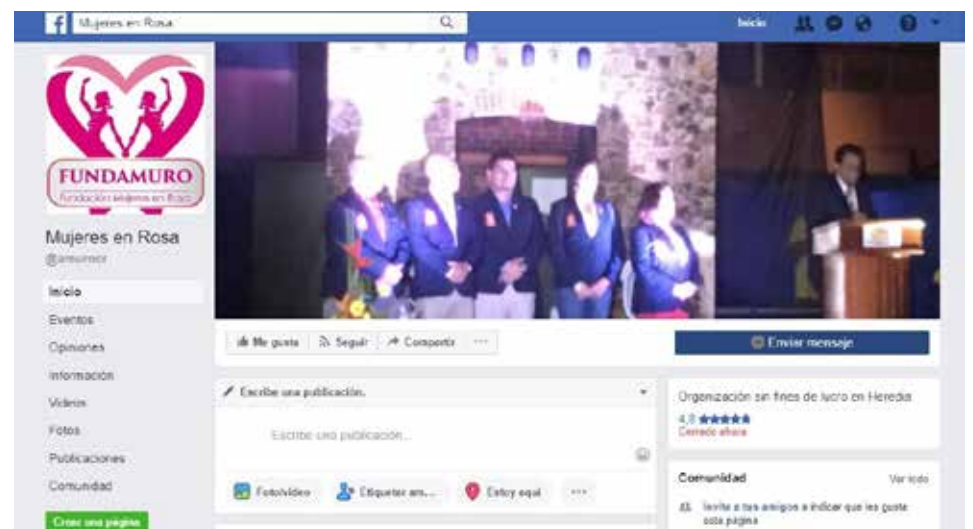 Mujeres en Rosa
Inicio
FUNDAMURO
Fundación Mujeres en Rosa
Mujeres en Rosa
Inicio
Eventos
Opiniones
Información
Videos
Fotos
Publicaciones
Comunidad
Crear una página
Me gusta
Seguir
Compartir
Enviar mensaje
Escribe una publicación.
Escribe una publicación...
Foto/video
Etiquetar am...
Estoy aquí
Organización sin fines de lucro en Heredia
4,8
Cerrado ahora
Comunidad
Ver todo
Invita a tus amigos a indicar que les gusta
esta página